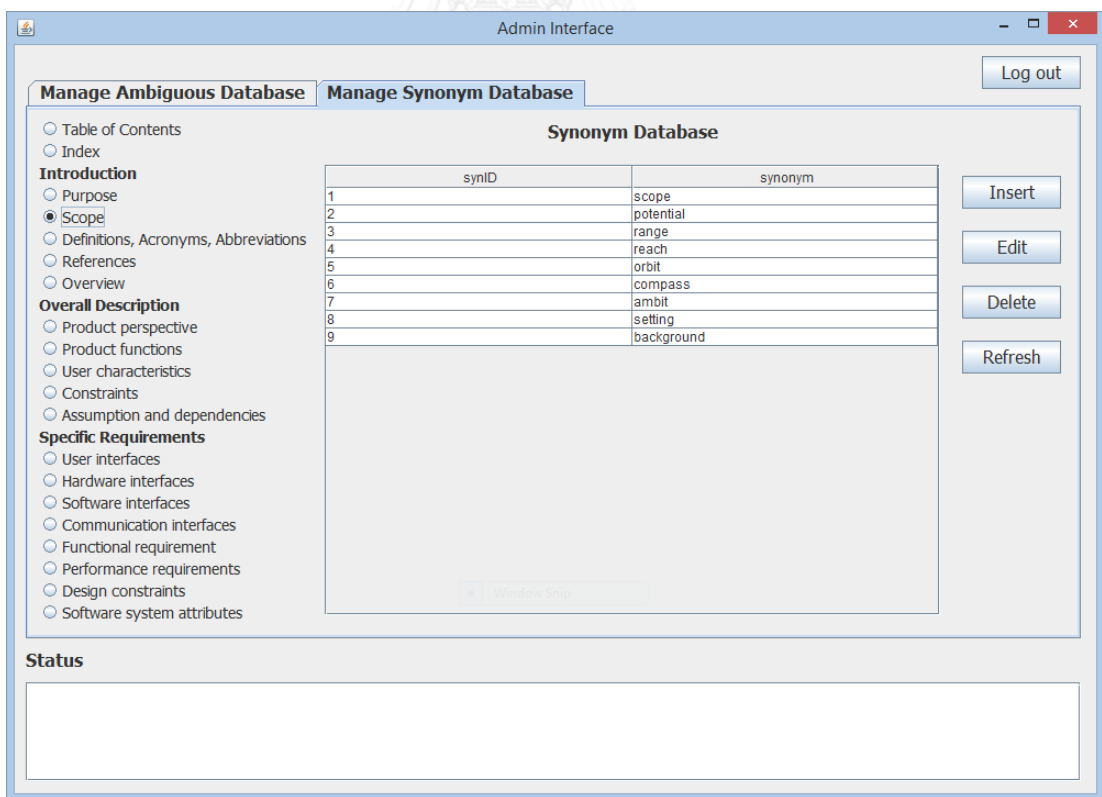 Admin Interface
Log out
Manage Ambiguous Database Manage Synonym Database
Table of Contents
Index
Introduction
Purpose
Scope
Definitions, Acronyms, Abbreviations
References
Overview
Overall Description
Product perspective
Product functions
User characteristics
Constraints
Assumption and dependencies
Specific Requirements
User interfaces
Hardware interfaces
Software interfaces
Communication interfaces
Functional requirement
Performance requirements
Design constraints
Software system attributes
Synonym Database
synID synonym
1 scope
2 potential
3 range
4 reach
5 orbit
6 compass
7 ambit
8 setting
9 background
Window Snip
Insert
Edit
Delete
Refresh
Status